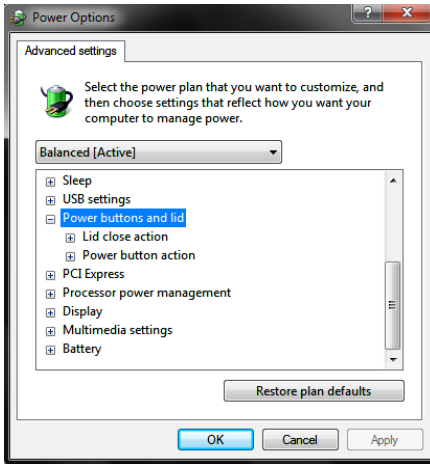 Power Options
Advanced settings
Select the power plan that you want to customize, and
then choose settings that reflect how you want your
computer to manage power.
Balanced [Active]
Sleep
USB settings
Power buttons and lid
Lid close action
Power button action
PCI Express
Processor power management
Display
Multimedia settings
Battery
Restore plan defaults
OK Cancel Apply